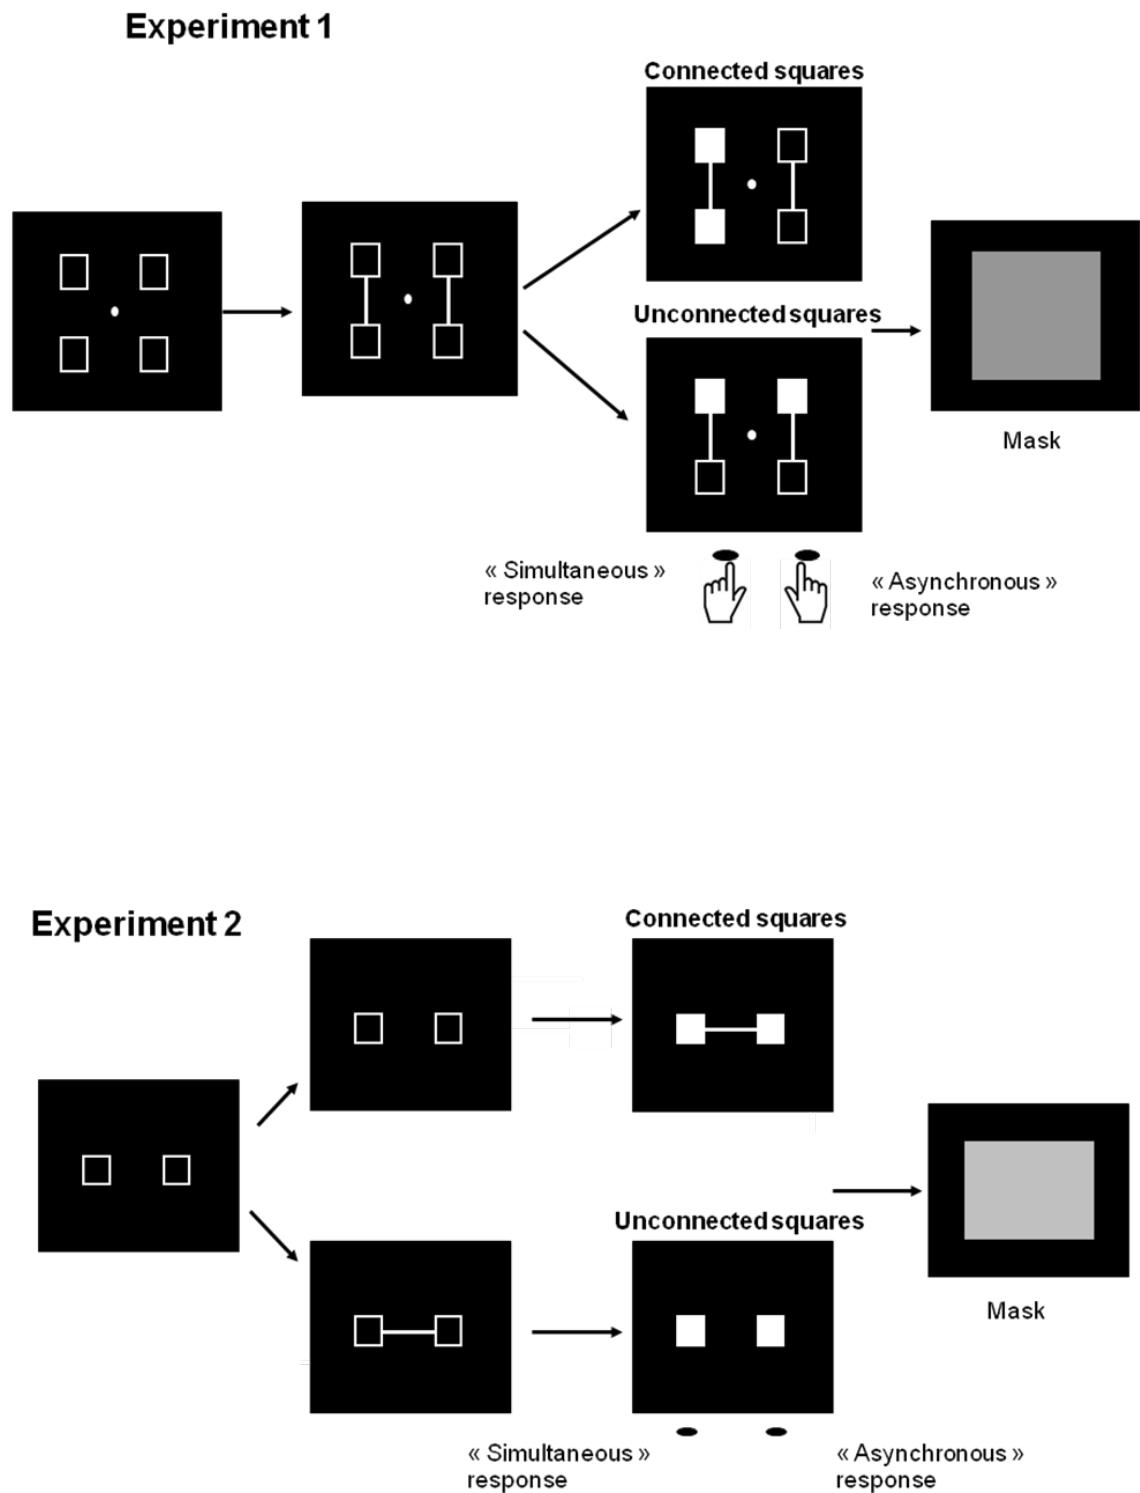 Experiment 1
Connected squares
Unconnected squares
Mask
« Simultaneous »
response
« Asynchronous »
response
Experiment 2
Connected squares
Unconnected squares
Mask
« Simultaneous »
response
« Asynchronous »
response